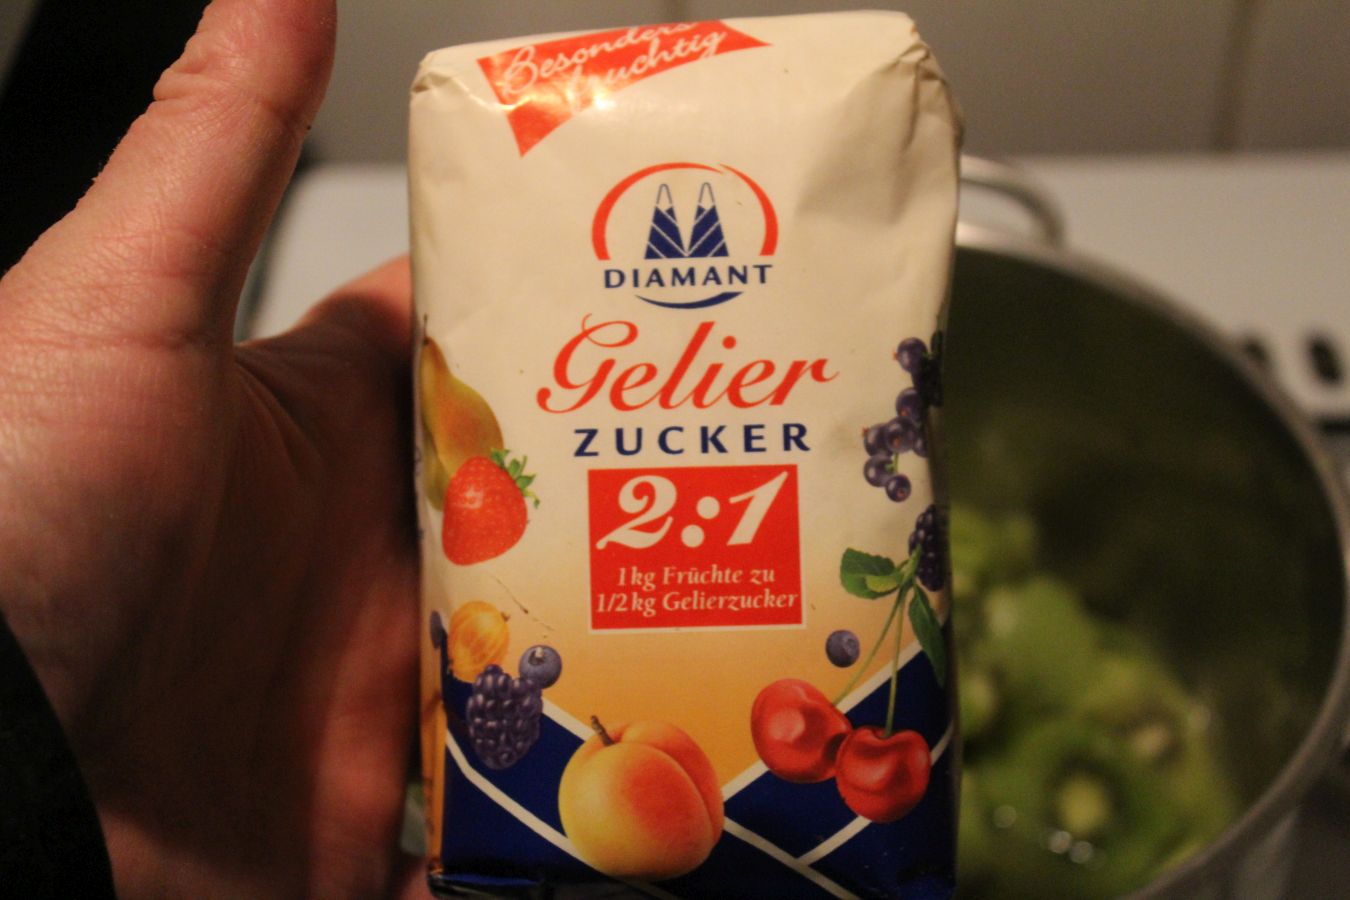 Besonders
fruchtig
DIAMANT
Gelier
ZUCKER
2:1
1kg Früchte zu
1/2kg Gelierzucker